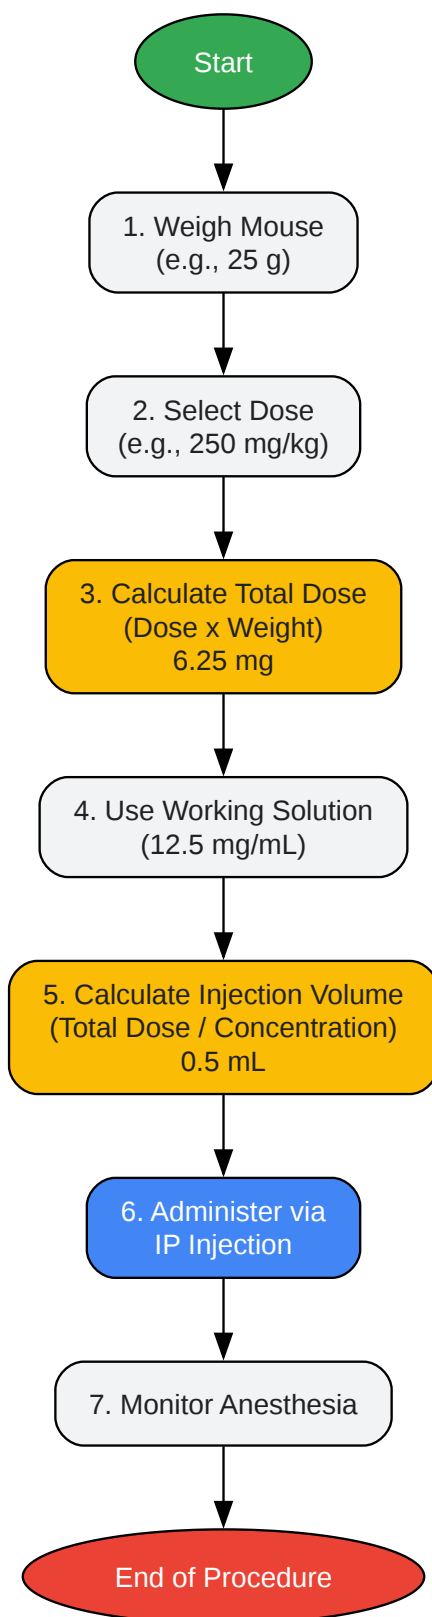 Start
1. Weigh Mouse
(e.g., 25 g)
2. Select Dose
(e.g., 250 mg/kg)
3. Calculate Total Dose
(Dose x Weight)
6.25 mg
4. Use Working Solution
(12.5 mg/mL)
5. Calculate Injection Volume
(Total Dose / Concentration)
0.5 mL
6. Administer via
IP Injection
7. Monitor Anesthesia
End of Procedure